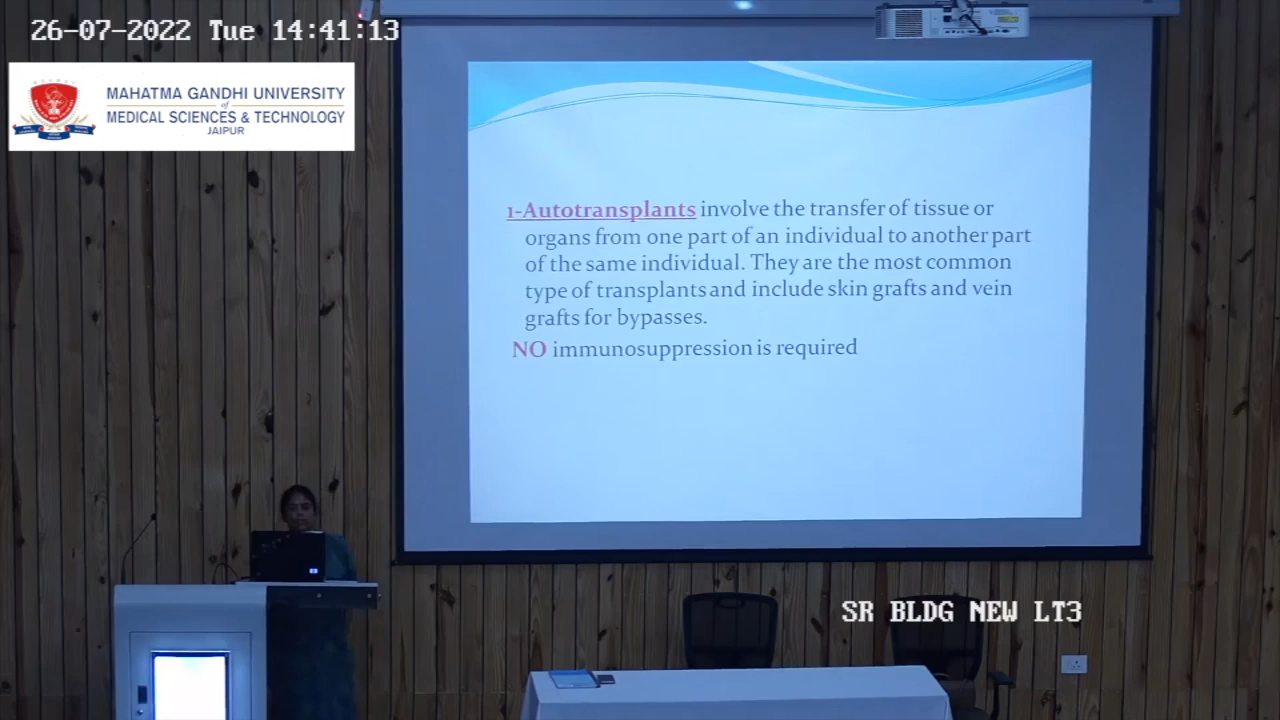 26-07-2022 Tue 14:41:13
MAHATMA GANDHI UNIVERSITY
of
MEDICAL SCIENCES & TECHNOLOGY
JAIPUR
1-Autotransplants involve the transfer of tissue or
organs from one part of an individual to another part
of the same individual. They are the most common
type of transplants and include skin grafts and vein
grafts for bypasses.
NO immunosuppression is required
SR BLDG NEW LT3